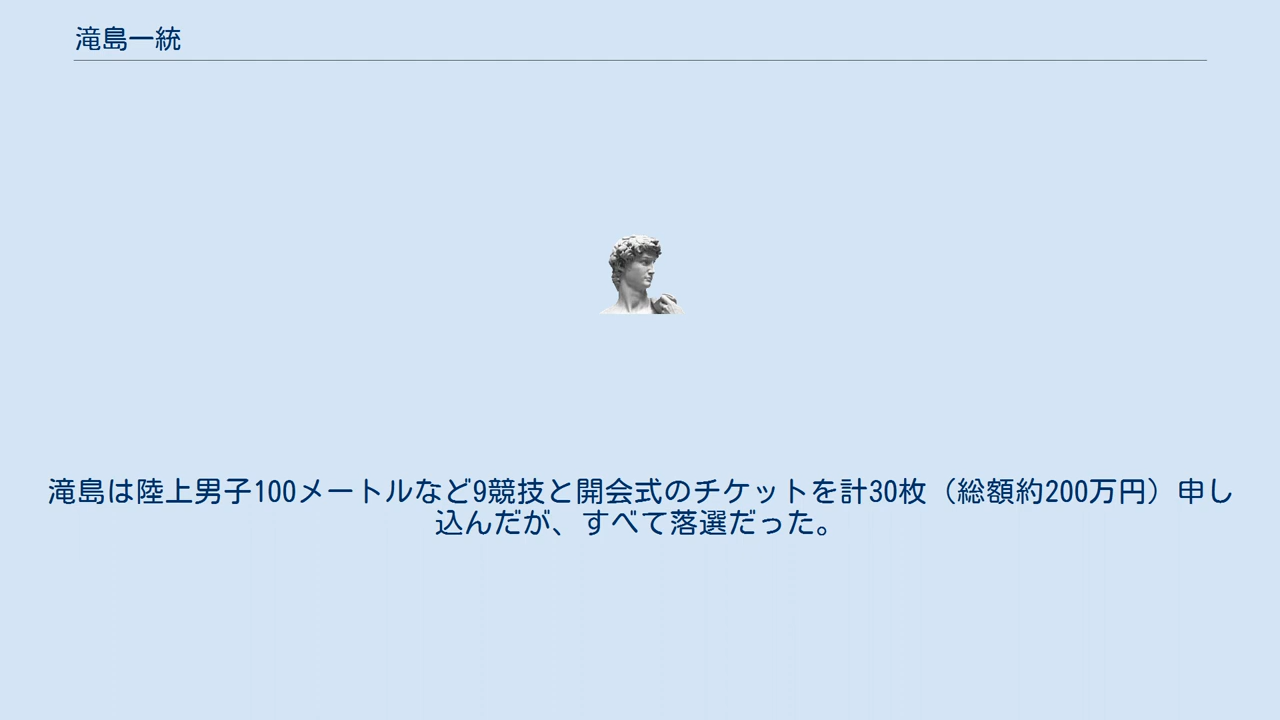 滝島一統
滝島は陸上男子100メートルなど9競技と開会式のチケットを計30枚（総額約200万円）申し
込んだが、すべて落選だった。